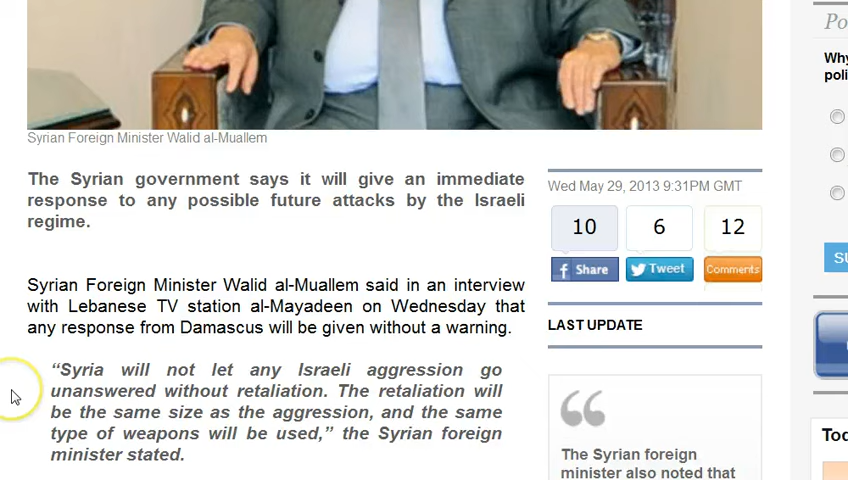 Syrian Foreign Minister Walid al-Muallem
The Syrian government says it will give an immediate
response to any possible future attacks by the Israeli
regime.
Syrian Foreign Minister Walid al-Muallem said in an interview
with Lebanese TV station al-Mayadeen on Wednesday that
any response from Damascus will be given without a warning.
“Syria will not let any Israeli aggression go
unanswered without retaliation. The retaliation will
be the same size as the aggression, and the same
type of weapons will be used,” the Syrian foreign
minister stated.
Wed May 29, 2013 9:31PM GMT
10 6 12
f Share Tweet Comments
LAST UPDATE
The Syrian foreign
minister also noted that